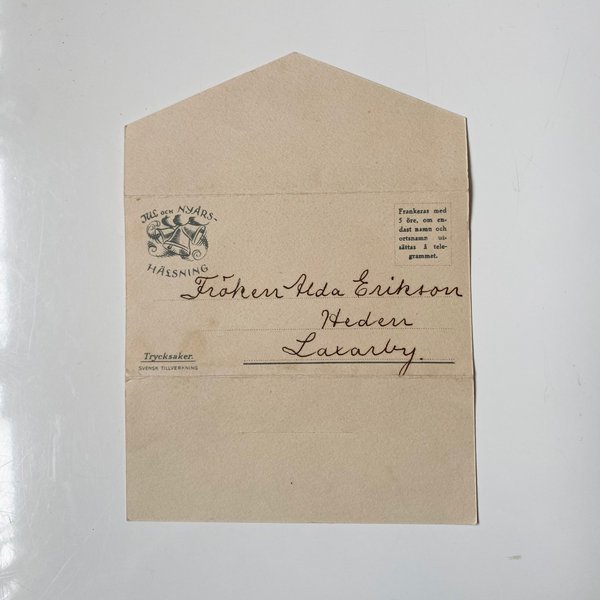 JUL OCH NYÅRS-
HÄLSNING
Frankeras med
5 öre, om en-
dast namn och
ortsnamn ut-
sättas å tele-
grammet.
Fröken Alda Erikson
Heden
Laxarby.
Trycksaker.
SVENSK TILLVERKNING